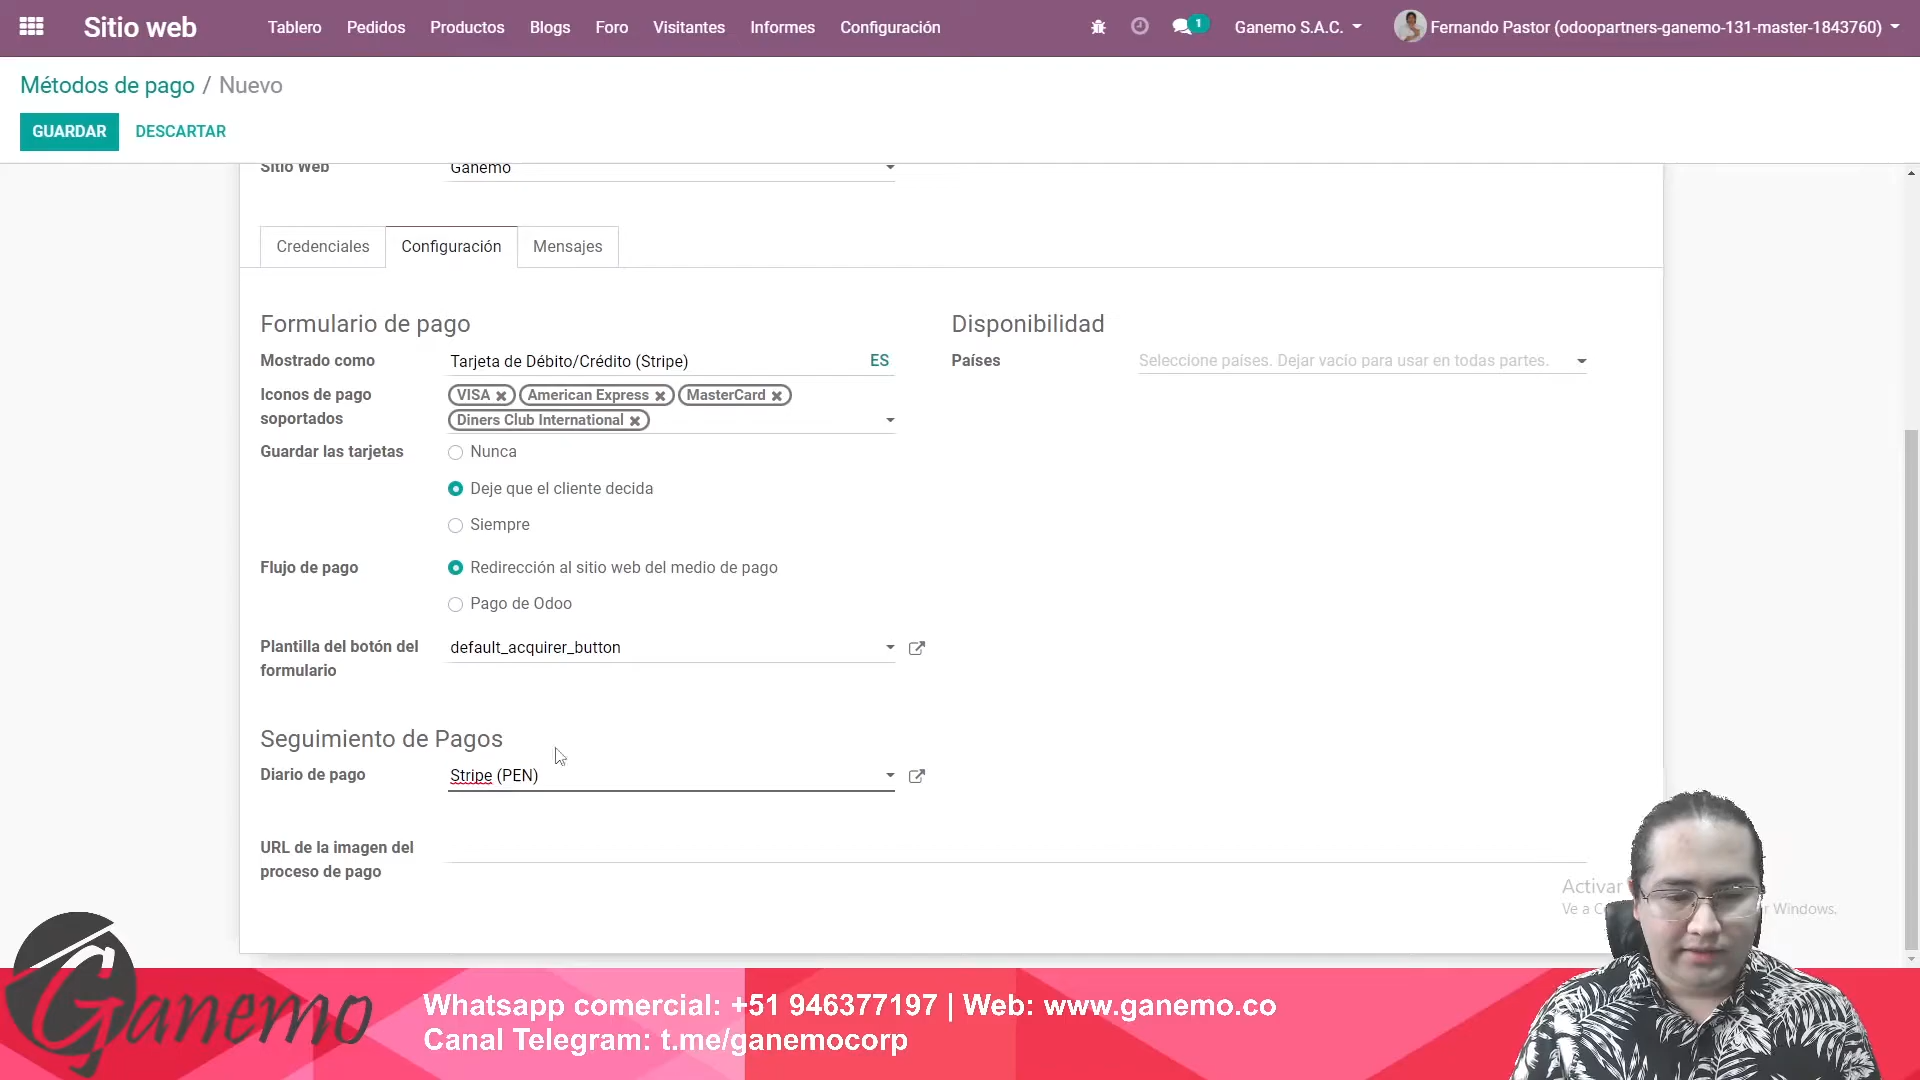 Sitio web
Tablero
Pedidos
Productos
Blogs
Foro
Visitantes
Informes
Configuración
1
Ganemo S.A.C.
Fernando Pastor (odoopartners-ganemo-131-master-1843760)
Métodos de pago / Nuevo
GUARDAR
DESCARTAR
Sitio Web
Ganemo
Credenciales
Configuración
Mensajes
Formulario de pago
Mostrado como
Tarjeta de Débito/Crédito (Stripe)
ES
Iconos de pago
soportados
VISA
American Express
MasterCard
Diners Club International
Guardar las tarjetas
Nunca
Deje que el cliente decida
Siempre
Flujo de pago
Redirección al sitio web del medio de pago
Pago de Odoo
Plantilla del botón del
formulario
default_acquirer_button
Disponibilidad
Países
Seleccione países. Dejar vacío para usar en todas partes.
Seguimiento de Pagos
Diario de pago
Stripe (PEN)
URL de la imagen del
proceso de pago
Activar
Ve a
Windows.
Ganemo
Whatsapp comercial: +51 946377197 | Web: www.ganemo.co
Canal Telegram: t.me/ganemocorp